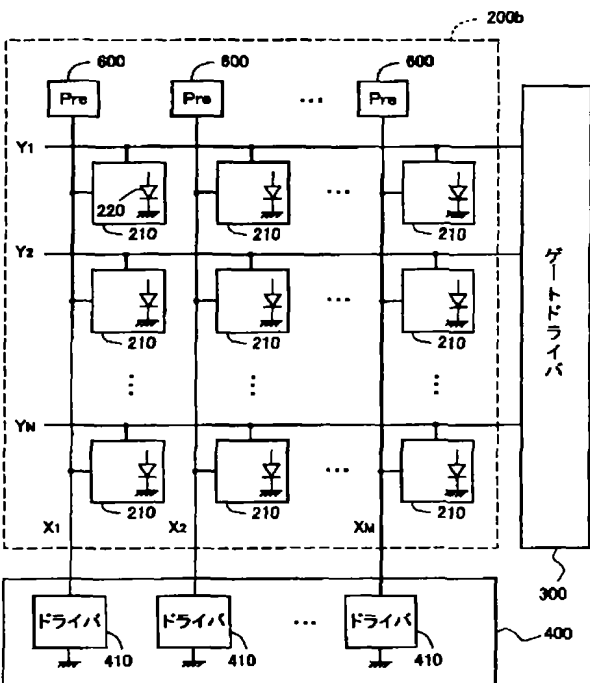 200b
600 600 600
Pre Pre ... Pre
Y1
220
210 210 ... 210
Y2
210 210 ... 210
YN
210 210 ... 210
X1 X2 XM
ゲートドライバ
300
ドライバ ドライバ ... ドライバ
400
410 410 410